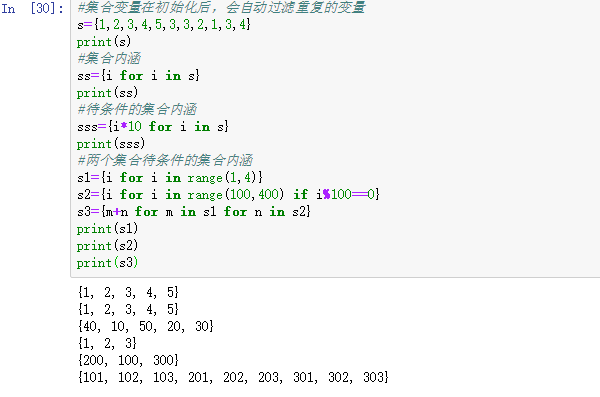 In [30]: #集合变量在初始化后，会自动过滤重复的变量
s={1,2,3,4,5,3,3,2,1,3,4}
print(s)
#集合内涵
ss={i for i in s}
print(ss)
#待条件的集合内涵
sss={i*10 for i in s}
print(sss)
#两个集合待条件的集合内涵
s1={i for i in range(1,4)}
s2={i for i in range(100,400) if i%100==0}
s3={m+n for m in s1 for n in s2}
print(s1)
print(s2)
print(s3)
{1, 2, 3, 4, 5}
{1, 2, 3, 4, 5}
{40, 10, 50, 20, 30}
{1, 2, 3}
{200, 100, 300}
{101, 102, 103, 201, 202, 203, 301, 302, 303}